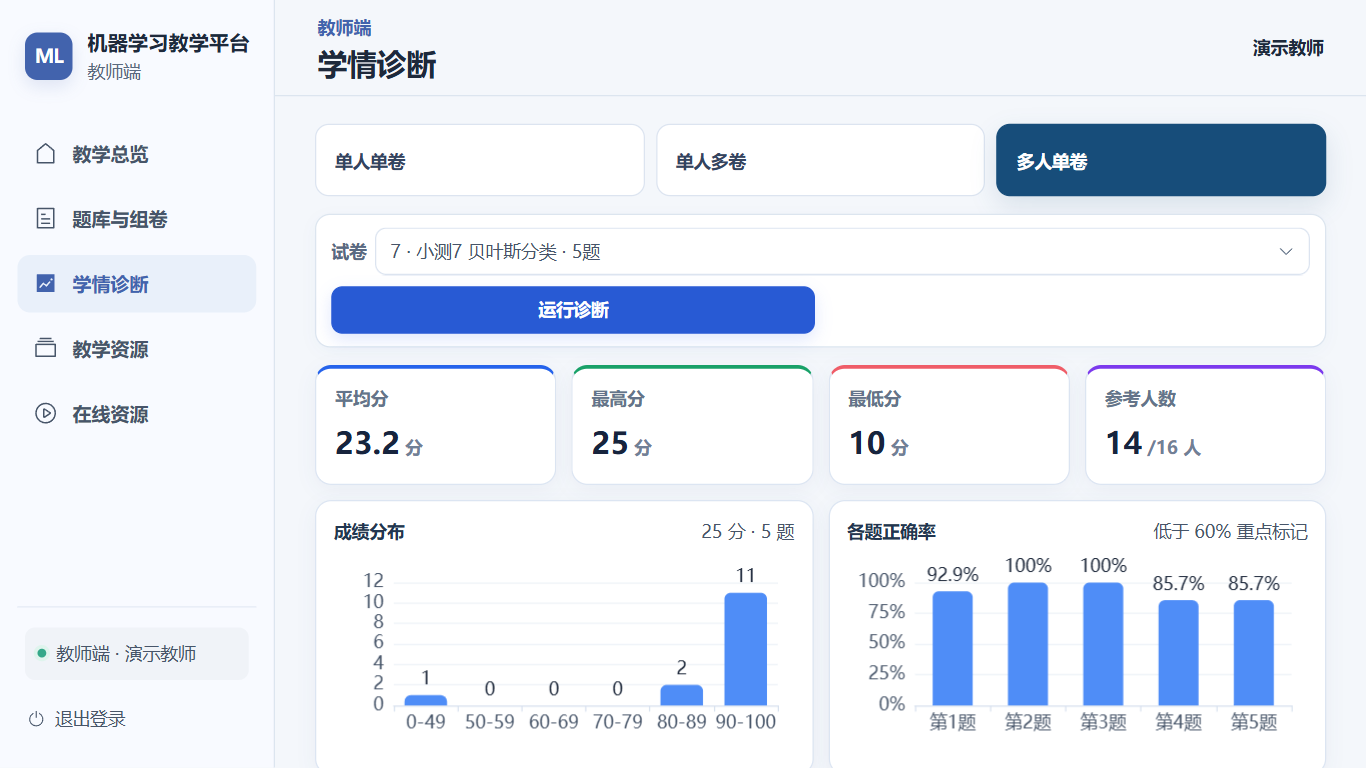 ML
机器学习教学平台
教师端
教学总览
题库与组卷
学情诊断
教学资源
在线资源
教师端 · 演示教师
退出登录
教师端
学情诊断
演示教师
单人单卷
单人多卷
多人单卷
试卷
7 · 小测7 贝叶斯分类 · 5题
运行诊断
平均分
23.2 分
最高分
25 分
最低分
10 分
参考人数
14 /16 人
成绩分布
25 分 · 5 题
12
10
8
6
4
2
0
1
0
0
0
2
11
0-49
50-59
60-69
70-79
80-89
90-100
各题正确率
低于 60% 重点标记
100%
75%
50%
25%
0%
92.9%
100%
100%
85.7%
85.7%
第1题
第2题
第3题
第4题
第5题